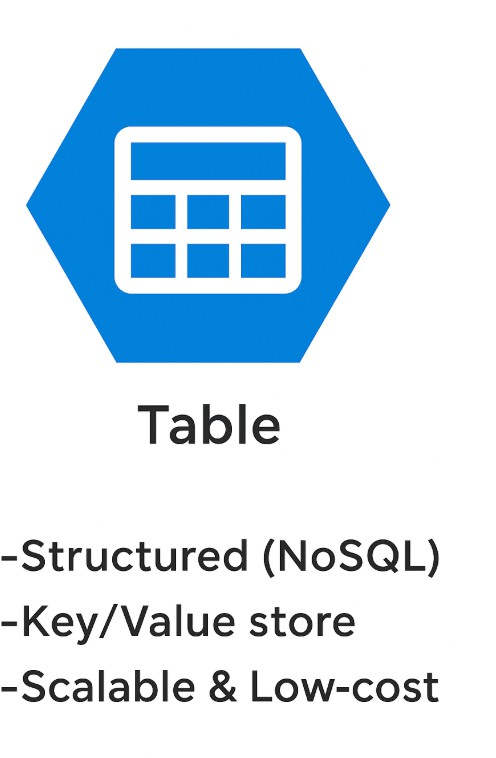 Table
-Structured (NoSQL)
-Key/Value store
-Scalable & Low-cost